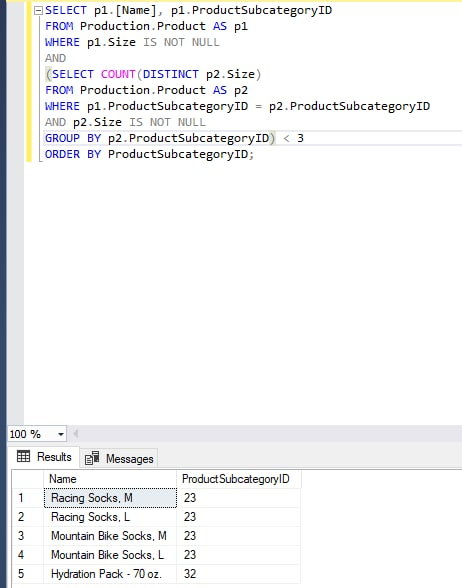 SELECT p1.[Name], p1.ProductSubcategoryID
FROM Production.Product AS p1
WHERE p1.Size IS NOT NULL
AND
(SELECT COUNT(DISTINCT p2.Size)
FROM Production.Product AS p2
WHERE p1.ProductSubcategoryID = p2.ProductSubcategoryID
AND p2.Size IS NOT NULL
GROUP BY p2.ProductSubcategoryID) < 3
ORDER BY ProductSubcategoryID;
100 %
Results Messages
Name ProductSubcategoryID
1 Racing Socks, M 23
2 Racing Socks, L 23
3 Mountain Bike Socks, M 23
4 Mountain Bike Socks, L 23
5 Hydration Pack - 70 oz. 32